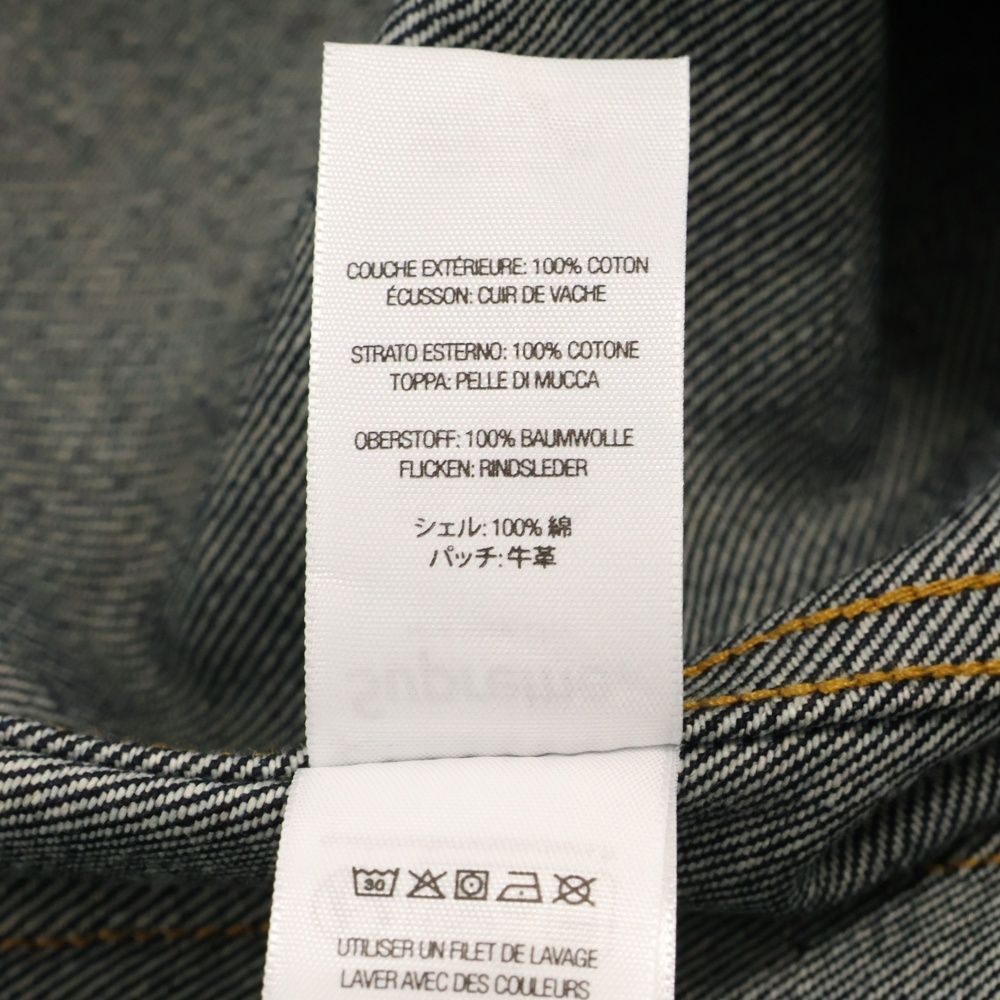 COUCHE EXTÉRIEURE: 100% COTON
ÉCUSSON: CUIR DE VACHE
STRATO ESTERNO: 100% COTONE
TOPPA: PELLE DI MUCCA
OBERSTOFF: 100% BAUMWOLLE
FLICKEN: RINDSLEDER
シェル: 100% 綿
パッチ: 牛革
30
UTILISER UN FILET DE LAVAGE
LAVER AVEC DES COULEURS